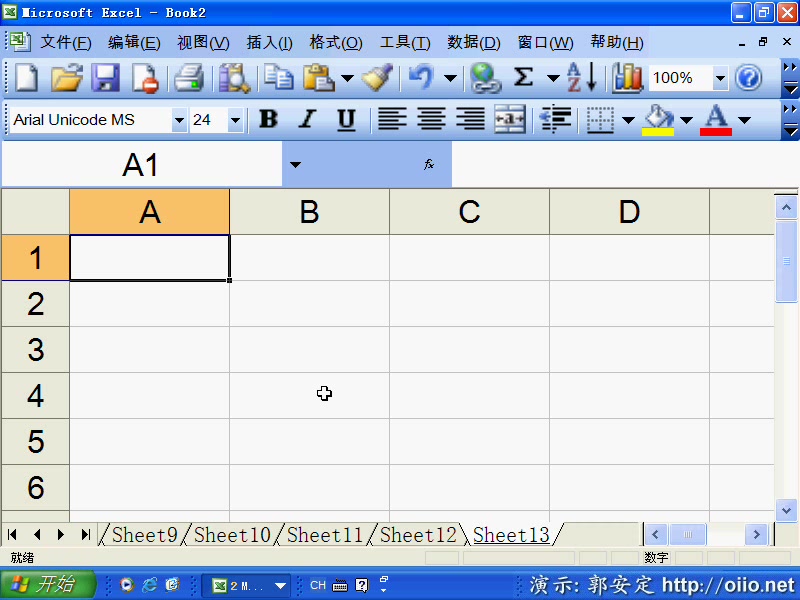 Microsoft Excel - Book2
文件(F) 编辑(E) 视图(V) 插入(I) 格式(O) 工具(T) 数据(D) 窗口(W) 帮助(H)
Σ A Z 100% ?
Arial Unicode MS 24 B I U a A
A1 fx
A B C D
1
2
3
4
5
6
Sheet9 Sheet10 Sheet11 Sheet12 Sheet13
就绪 数字
开始 2 M... CH ? 演示: 郭安定 http://oiio.net